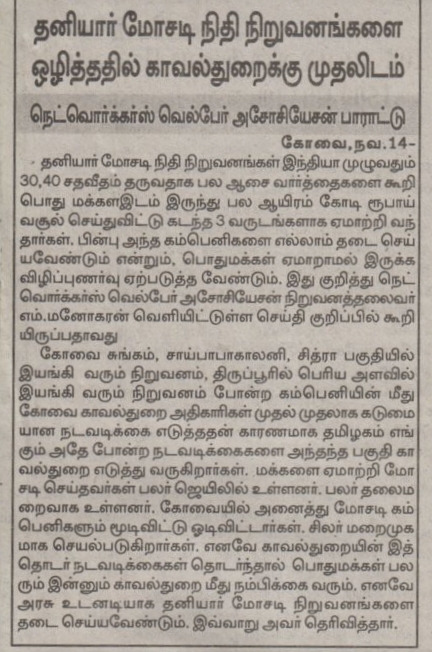 தனியார் மோசடி நிதி நிறுவனங்களை
ஒழித்ததில் காவல்துறைக்கு முதலிடம்
நெட்வொர்க்கர்ஸ் வெல்பேர் அசோசியேசன் பாராட்டு
கோவை,நவ.14-
தனியார் மோசடி நிதி நிறுவனங்கள் இந்தியா முழுவதும்
30,40 சதவீதம் தருவதாக பல ஆசை வார்த்தைகளை கூறி
பொது மக்களஇடம் இருந்து பல ஆயிரம் கோடி ரூபாய்
வசூல் செய்துவிட்டு கடந்த 3 வருடங்களாக ஏமாற்றி வந்
தார்கள். பின்பு அந்த கம்பெனிகளை எல்லாம் தடை செய்
யவேண்டும் என்றும், பொதுமக்கள் ஏமாறாமல் இருக்க
விழிப்புணர்வு ஏற்படுத்த வேண்டும். இது குறித்து நெட்
வொர்க்கர்ஸ் வெல்பேர் அசோசியேசன் நிறுவனத்தலைவர்
எம்.மனோகரன் வெளியிட்டுள்ள செய்தி குறிப்பில் கூறி
யிருப்பதாவது
கோவை சுங்கம், சாய்பாபாகாலனி, சித்ரா பகுதியில்
இயங்கி வரும் நிறுவனம், திருப்பூரில் பெரிய அளவில்
இயங்கி வரும் நிறுவனம் போன்ற கம்பெனியின் மீது
கோவை காவல்துறை அதிகாரிகள் முதல் முதலாக கடுமை
யான நடவடிக்கை எடுத்ததன் காரணமாக தமிழகம் எங்
கும் அதே போன்ற நடவடிக்கைகளை அந்தந்த பகுதி கா
வல்துறை எடுத்து வருகிறார்கள். மக்களை ஏமாற்றி மோ
சடி செய்தவர்கள் பலர் ஜெயிலில் உள்ளனர். பலர் தலைம
றைவாக உள்ளனர். கோவையில் அனைத்து மோசடி கம்
பெனிகளும் மூடிவிட்டு ஓடிவிட்டார்கள். சிலர் மறைமுக
மாக செயல்படுகிறார்கள். எனவே காவல்துறையின் இத்
தொடர் நடவடிக்கைகள் தொடர்ந்தால் பொதுமக்கள் பல
ரும் இன்னும் காவல்துறை மீது நம்பிக்கை வரும். எனவே
அரசு உடனடியாக தனியார் மோசடி நிறுவனங்களை
தடை செய்யவேண்டும். இவ்வாறு அவர் தெரிவித்தார்.